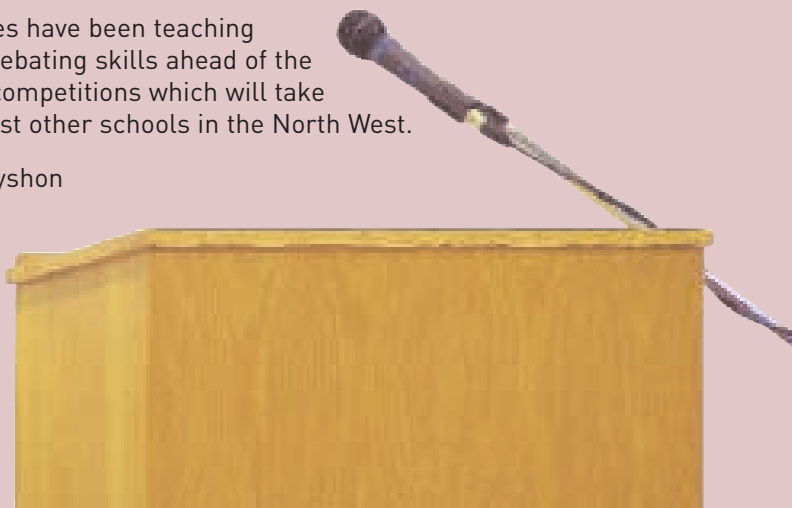 es have been teaching
ebating skills ahead of the
competitions which will take
st other schools in the North West.
yshon